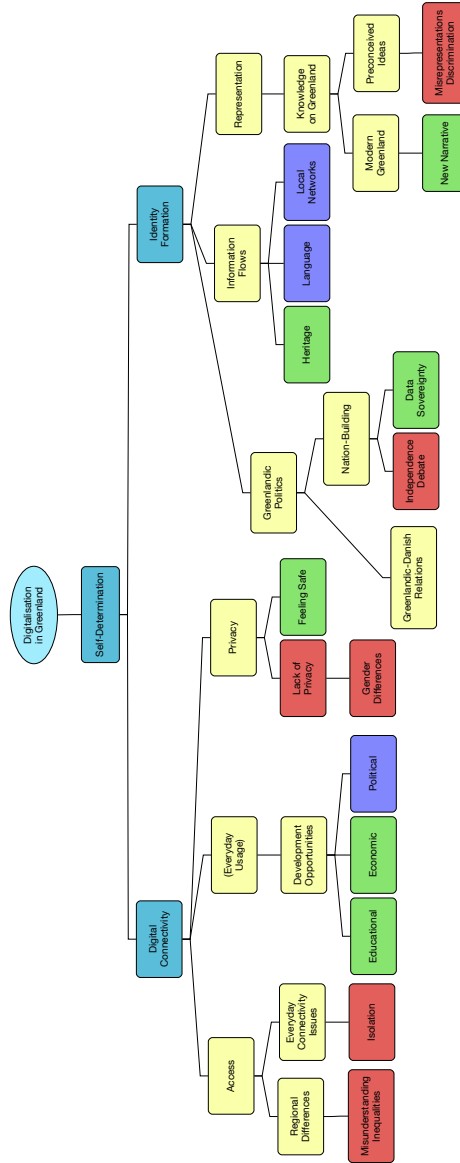 Digitalisation
in Greenland
Self-Determination
Digital
Connectivity
Identity
Formation
Access
(Everyday
Usage)
Privacy
Greenlandic
Politics
Information
Flows
Representation
Regional
Differences
Everyday
Connectivity
Issues
Development
Opportunities
Lack of
Privacy
Feeling Safe
Greenlandic-Danish
Relations
Nation-Building
Heritage
Language
Local
Networks
Knowledge
on Greenland
Misunderstanding
Inequalities
Isolation
Educational
Economic
Political
Gender
Differences
Independence
Debate
Data
Sovereignty
Modern
Greenland
Preconceived
Ideas
New Narrative
Misrepresentations
Discrimination